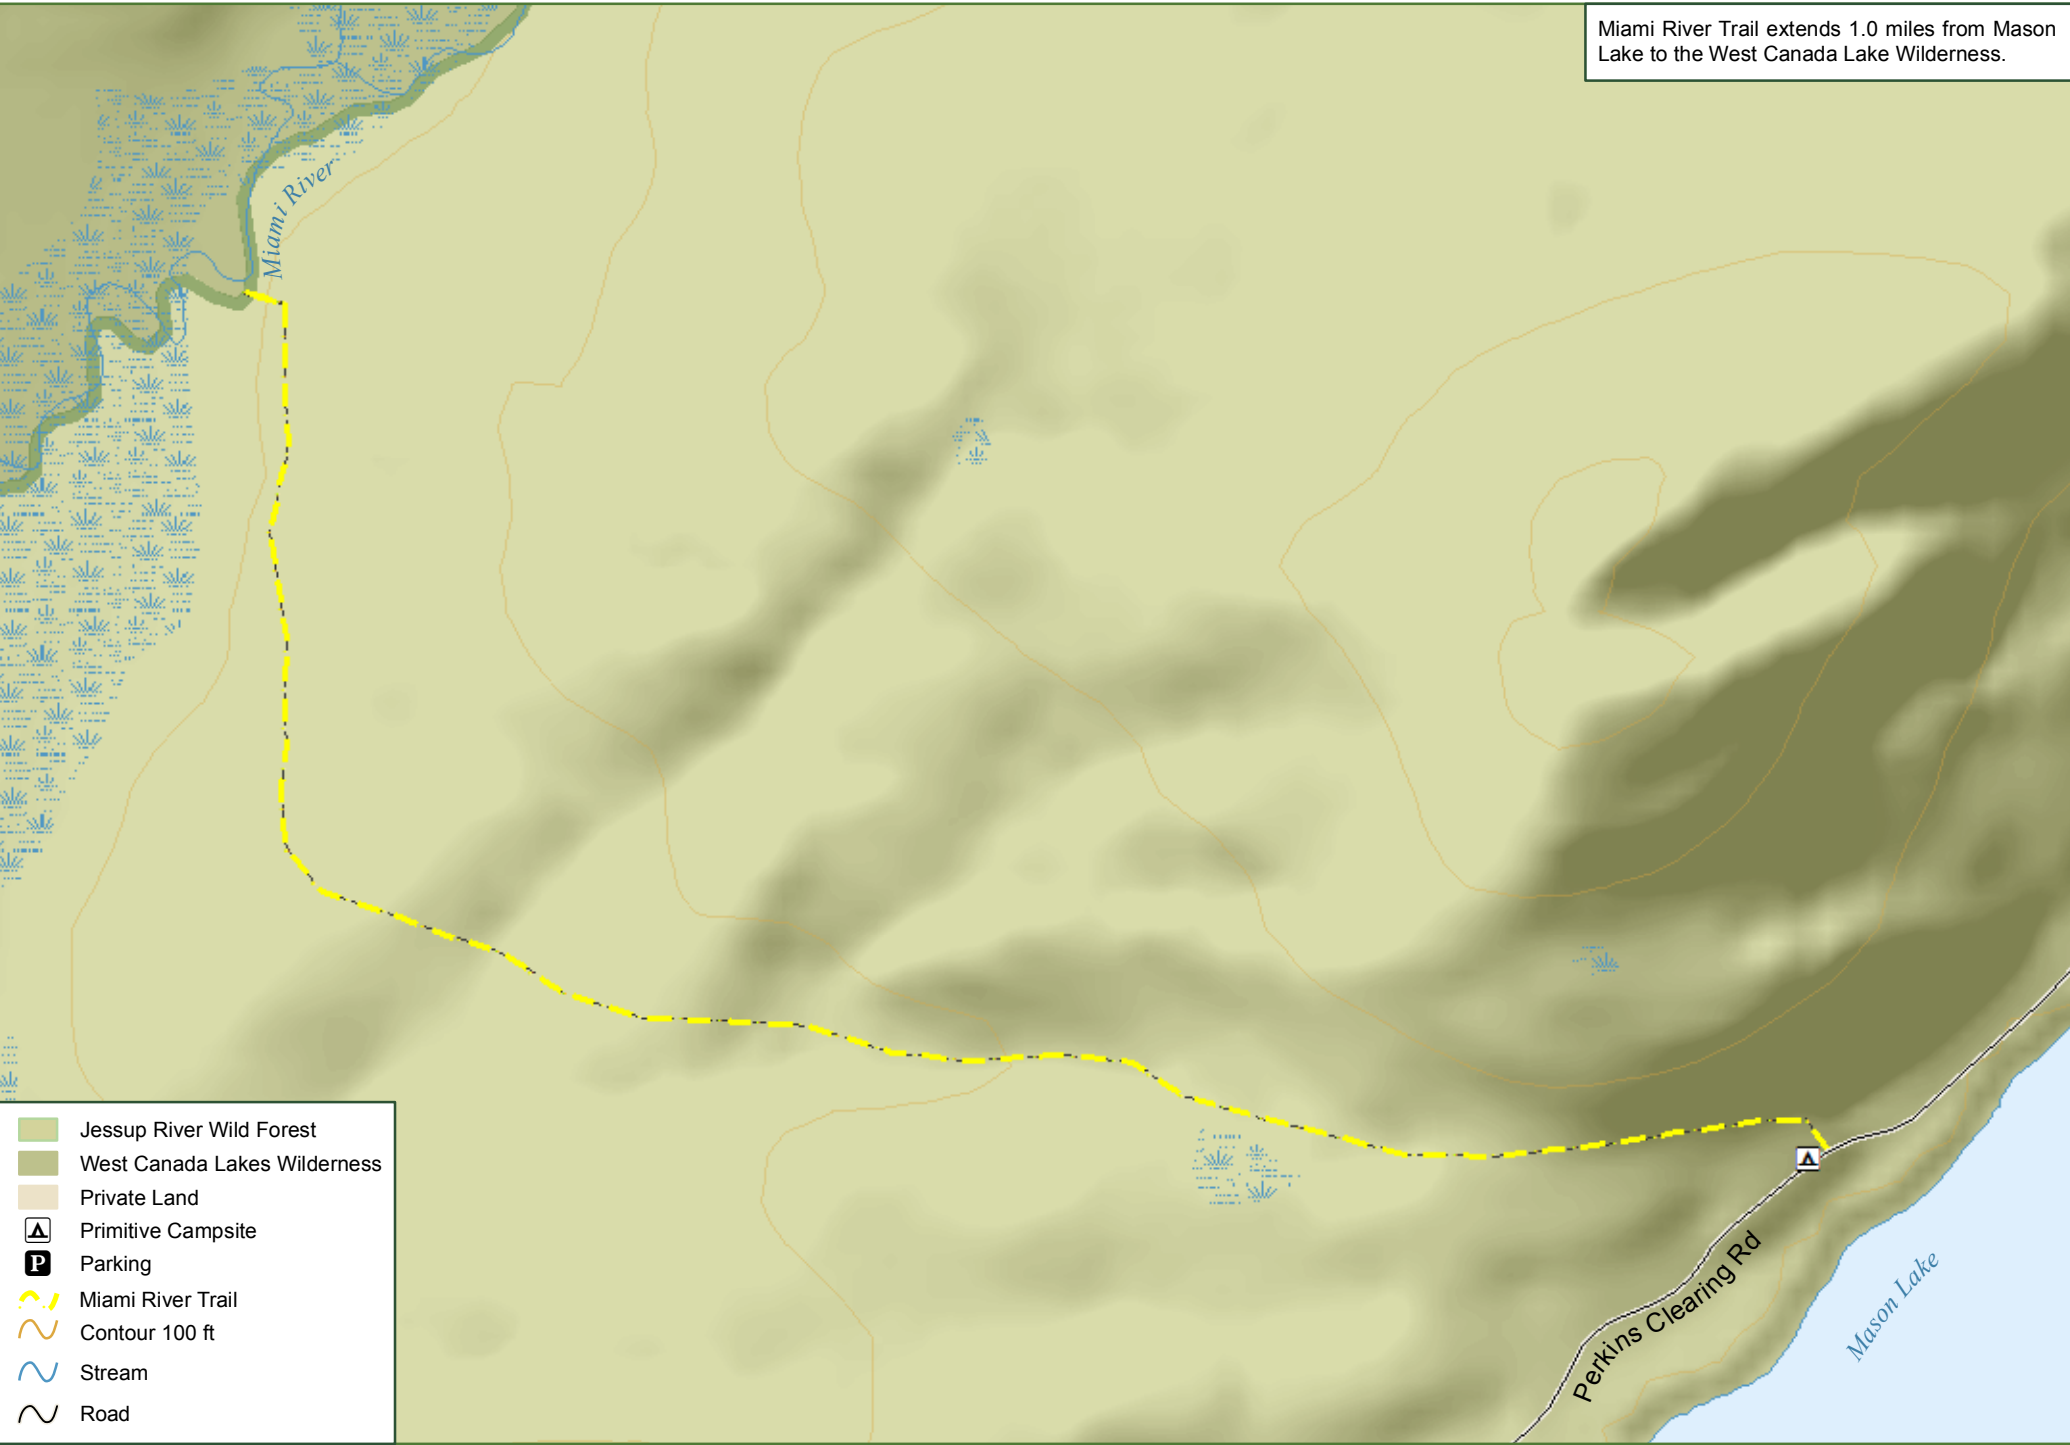 Miami River Trail extends 1.0 miles from Mason
Lake to the West Canada Lake Wilderness.
Miami River
Perkins Clearing Rd
Mason Lake
Jessup River Wild Forest
West Canada Lakes Wilderness
Private Land
Primitive Campsite
P Parking
Miami River Trail
Contour 100 ft
Stream
Road